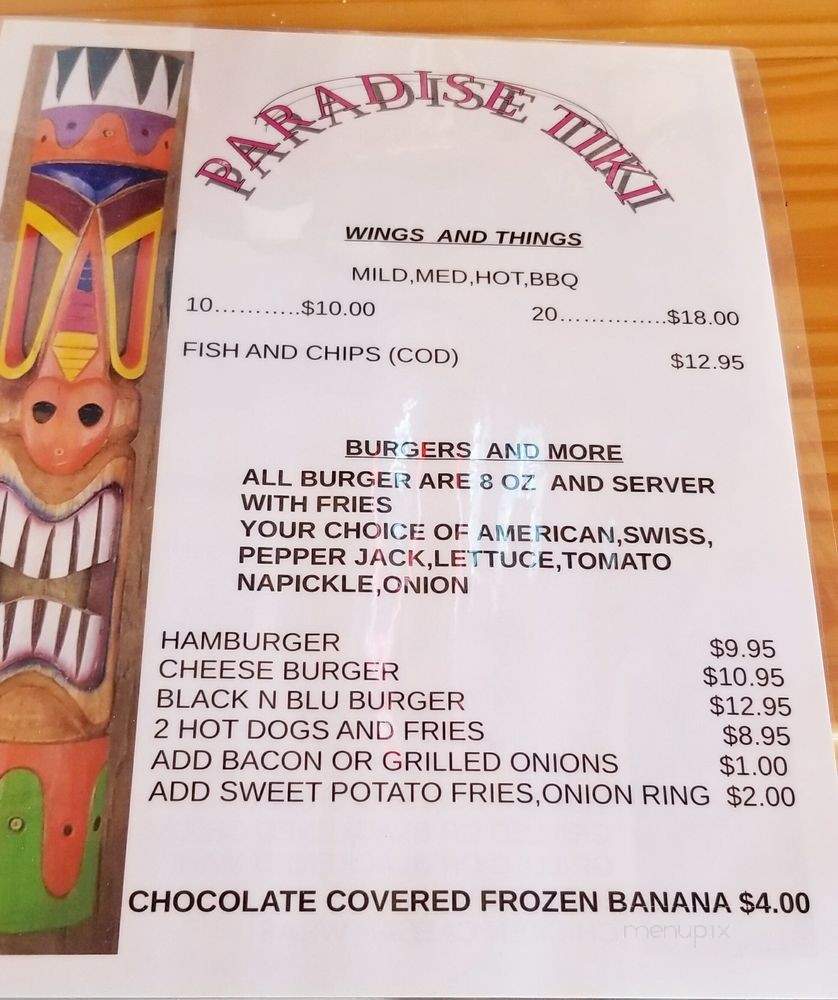 PARADISE TIKI
WINGS AND THINGS
MILD,MED,HOT,BBQ
10...........$10.00 20..............$18.00
FISH AND CHIPS (COD) $12.95
BURGERS AND MORE
ALL BURGER ARE 8 OZ AND SERVER
WITH FRIES
YOUR CHOICE OF AMERICAN,SWISS,
PEPPER JACK,LETTUCE,TOMATO
NAPICKLE,ONION
HAMBURGER $9.95
CHEESE BURGER $10.95
BLACK N BLU BURGER $12.95
2 HOT DOGS AND FRIES $8.95
ADD BACON OR GRILLED ONIONS $1.00
ADD SWEET POTATO FRIES,ONION RING $2.00
CHOCOLATE COVERED FROZEN BANANA $4.00
menupix